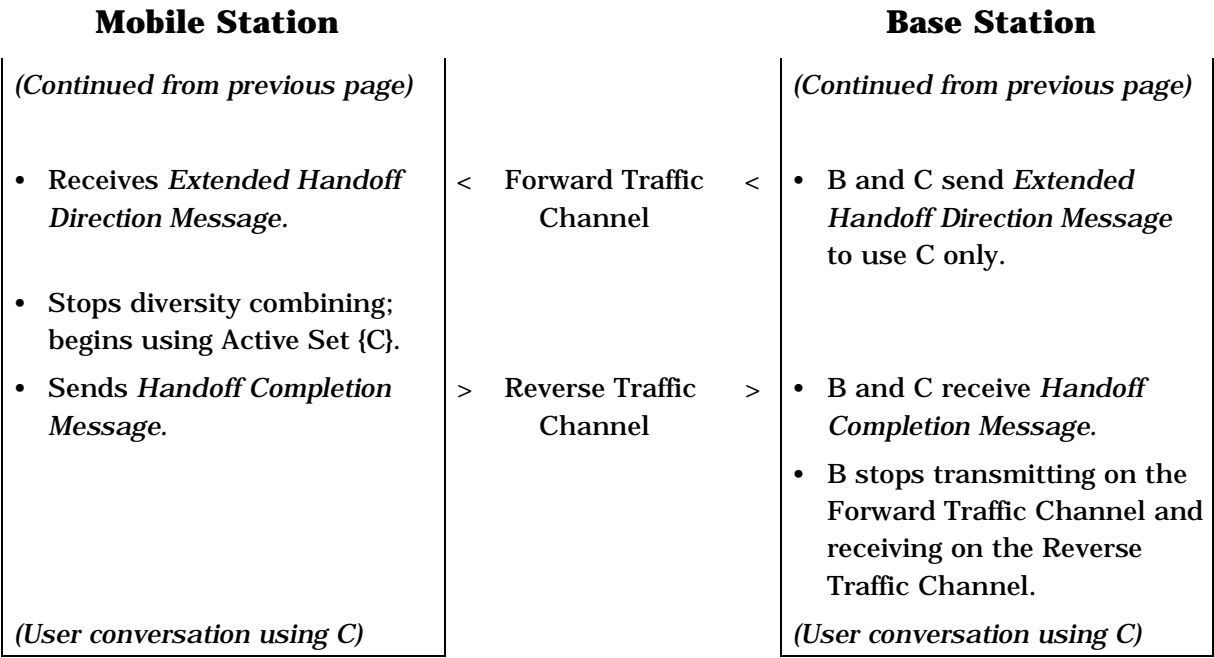 Mobile Station Base Station
(Continued from previous page) (Continued from previous page)
• Receives Extended Handoff < Forward Traffic < • B and C send Extended
Direction Message. Channel Handoff Direction Message
to use C only.
• Stops diversity combining;
begins using Active Set {C}.
• Sends Handoff Completion > Reverse Traffic > • B and C receive Handoff
Message. Channel Completion Message.
• B stops transmitting on the
Forward Traffic Channel and
receiving on the Reverse
Traffic Channel.
(User conversation using C) (User conversation using C)